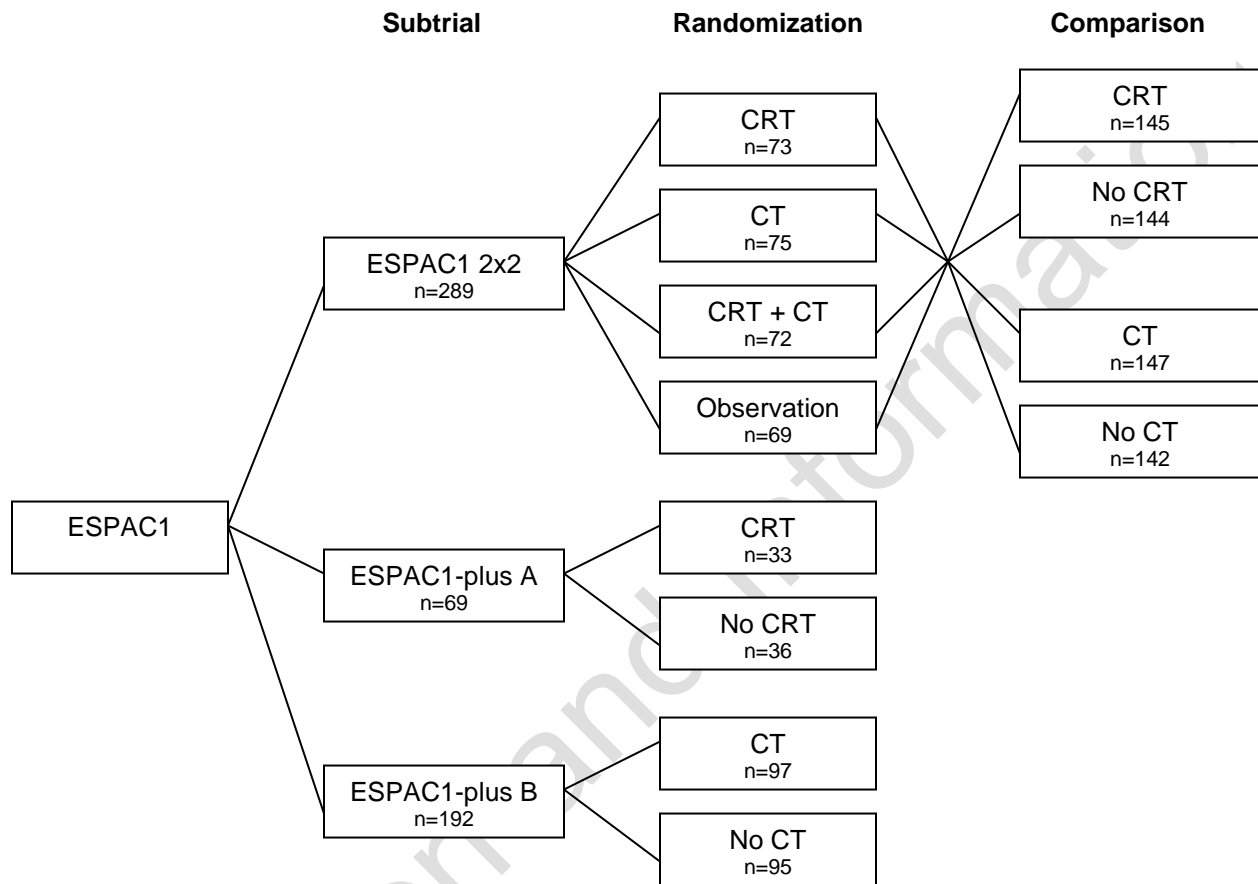 Subtrial
Randomization
Comparison
CRT
n=73
CT
n=75
CRT + CT
n=72
Observation
n=69
CRT
n=145
No CRT
n=144
CT
n=147
No CT
n=142
ESPAC1 2x2
n=289
ESPAC1
ESPAC1-plus A
n=69
CRT
n=33
No CRT
n=36
ESPAC1-plus B
n=192
CT
n=97
No CT
n=95
and information